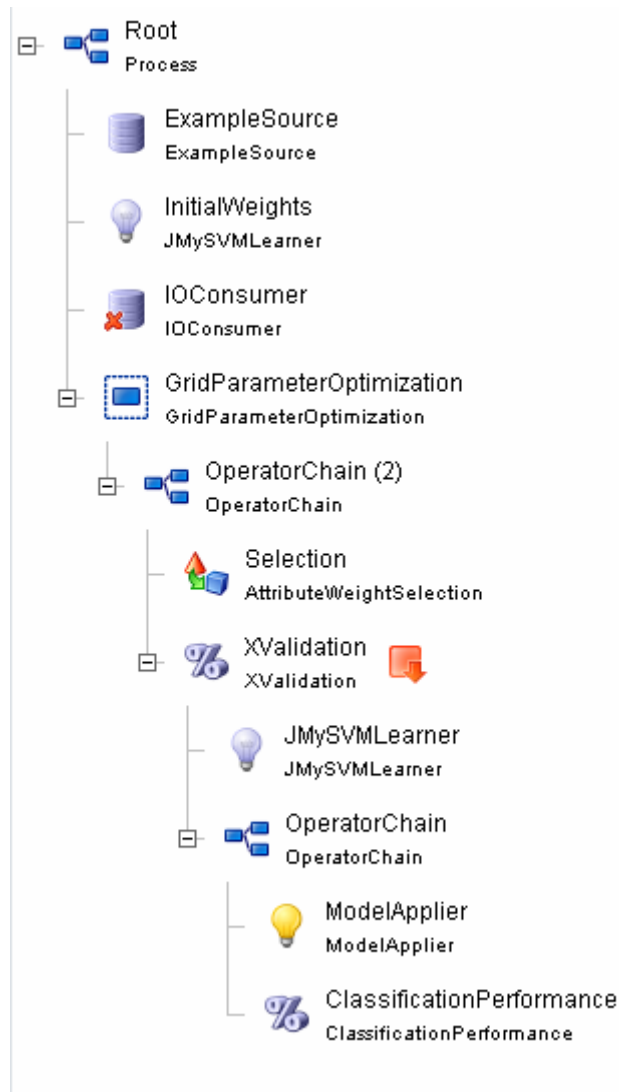 Root
Process
ExampleSource
ExampleSource
InitialWeights
JMySVMLearner
IOConsumer
IOConsumer
GridParameterOptimization
GridParameterOptimization
OperatorChain (2)
OperatorChain
Selection
AttributeWeightSelection
XValidation
XValidation
JMySVMLearner
JMySVMLearner
OperatorChain
OperatorChain
ModelApplier
ModelApplier
ClassificationPerformance
ClassificationPerformance